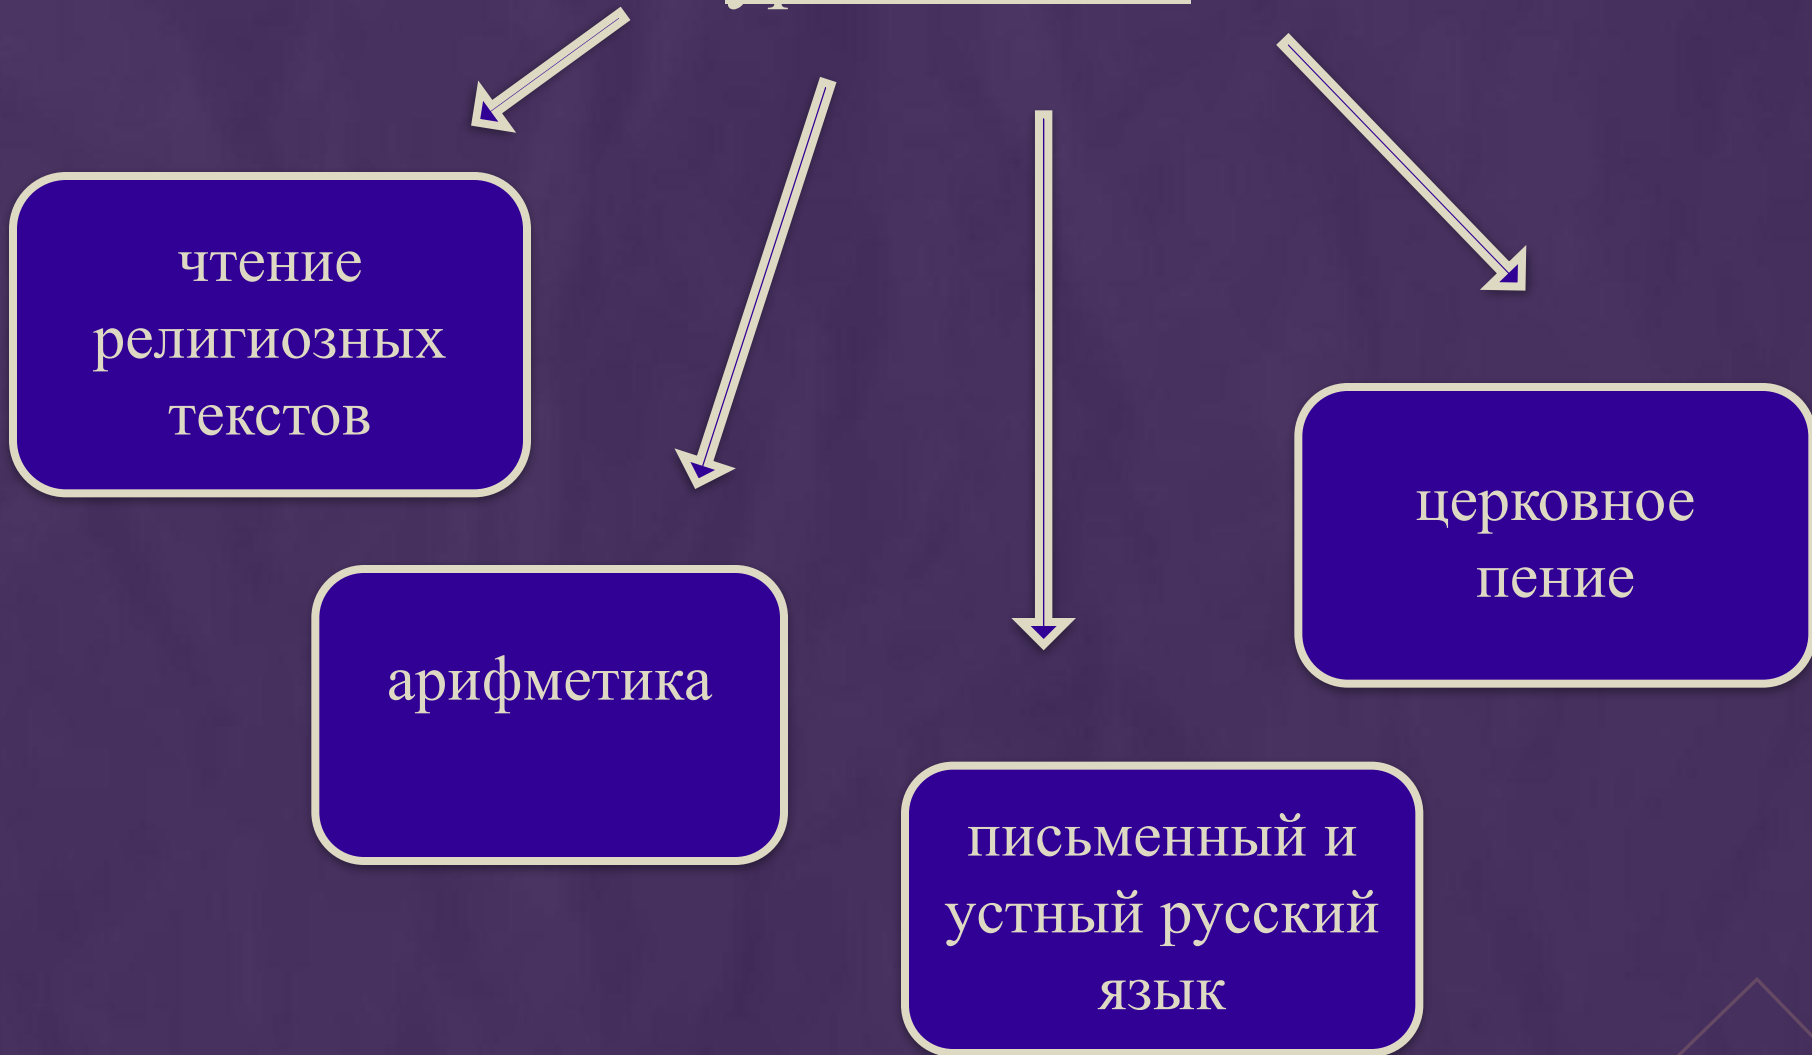 чтение
религиозных
текстов
арифметика
письменный и
устный русский
язык
церковное
пение